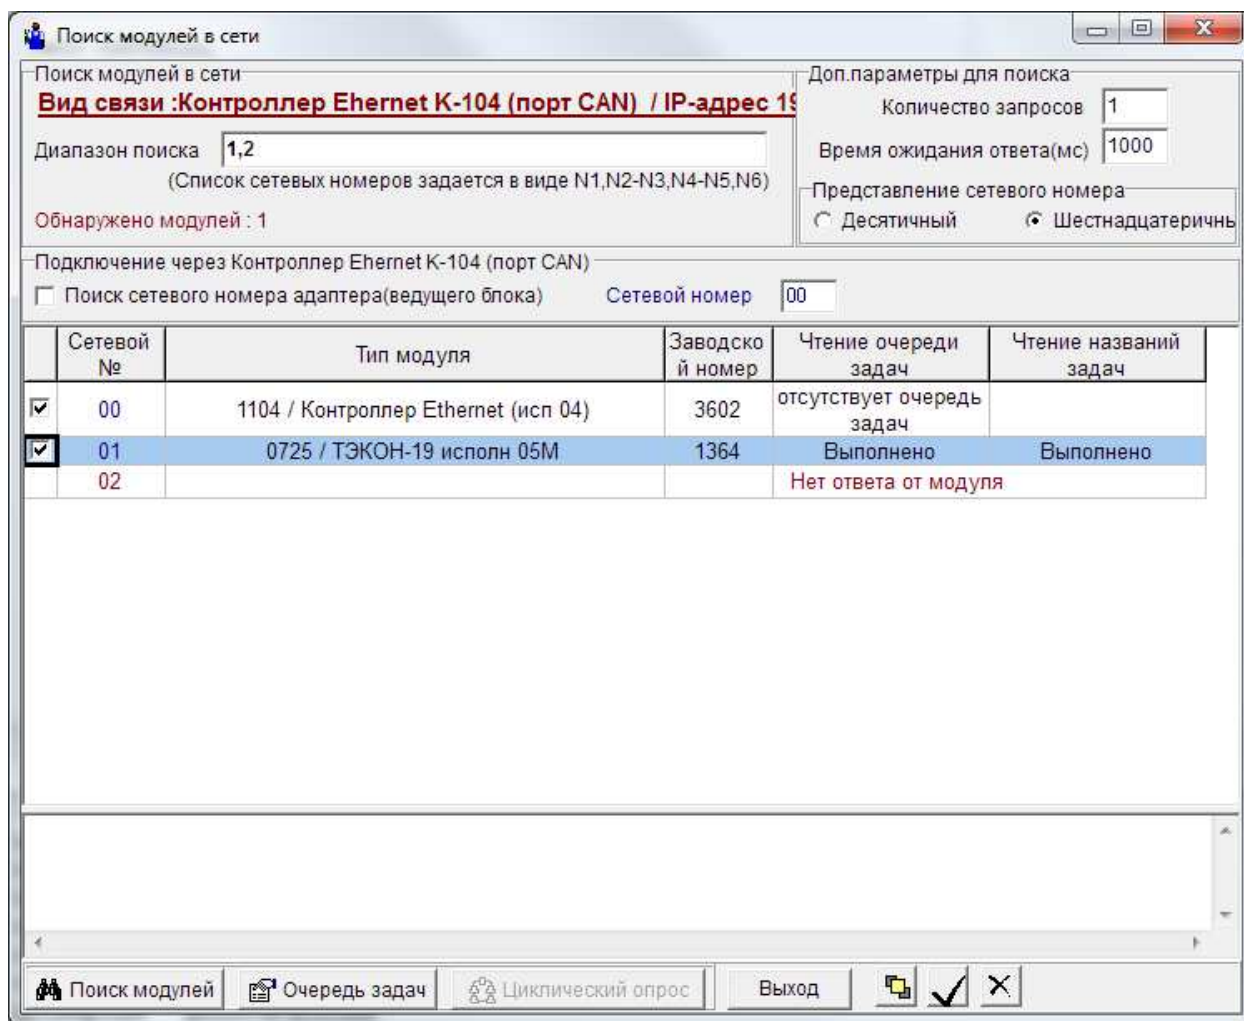 Поиск модулей в сети
Поиск модулей в сети
Вид связи :Контроллер Ehernet К-104 (порт CAN)  / IP-адрес 19
Диапазон поиска 1,2
(Список сетевых номеров задается в виде N1,N2-N3,N4-N5,N6)
Обнаружено модулей : 1
Доп.параметры для поиска
Количество запросов 1
Время ожидания ответа(мс) 1000
Представление сетевого номера
Десятичный Шестнадцатеричнь
Подключение через Контроллер Ehernet К-104 (порт CAN)
Поиск сетевого номера адаптера(ведущего блока) Сетевой номер 00
Сетевой № Тип модуля Заводско й номер Чтение очереди задач Чтение названий задач
00 1104 / Контроллер Ethernet (исп 04) 3602 отсутствует очередь задач
01 0725 / ТЭКОН-19 исполн 05М 1364 Выполнено Выполнено
02 Нет ответа от модуля
Поиск модулей Очередь задач Циклический опрос Выход